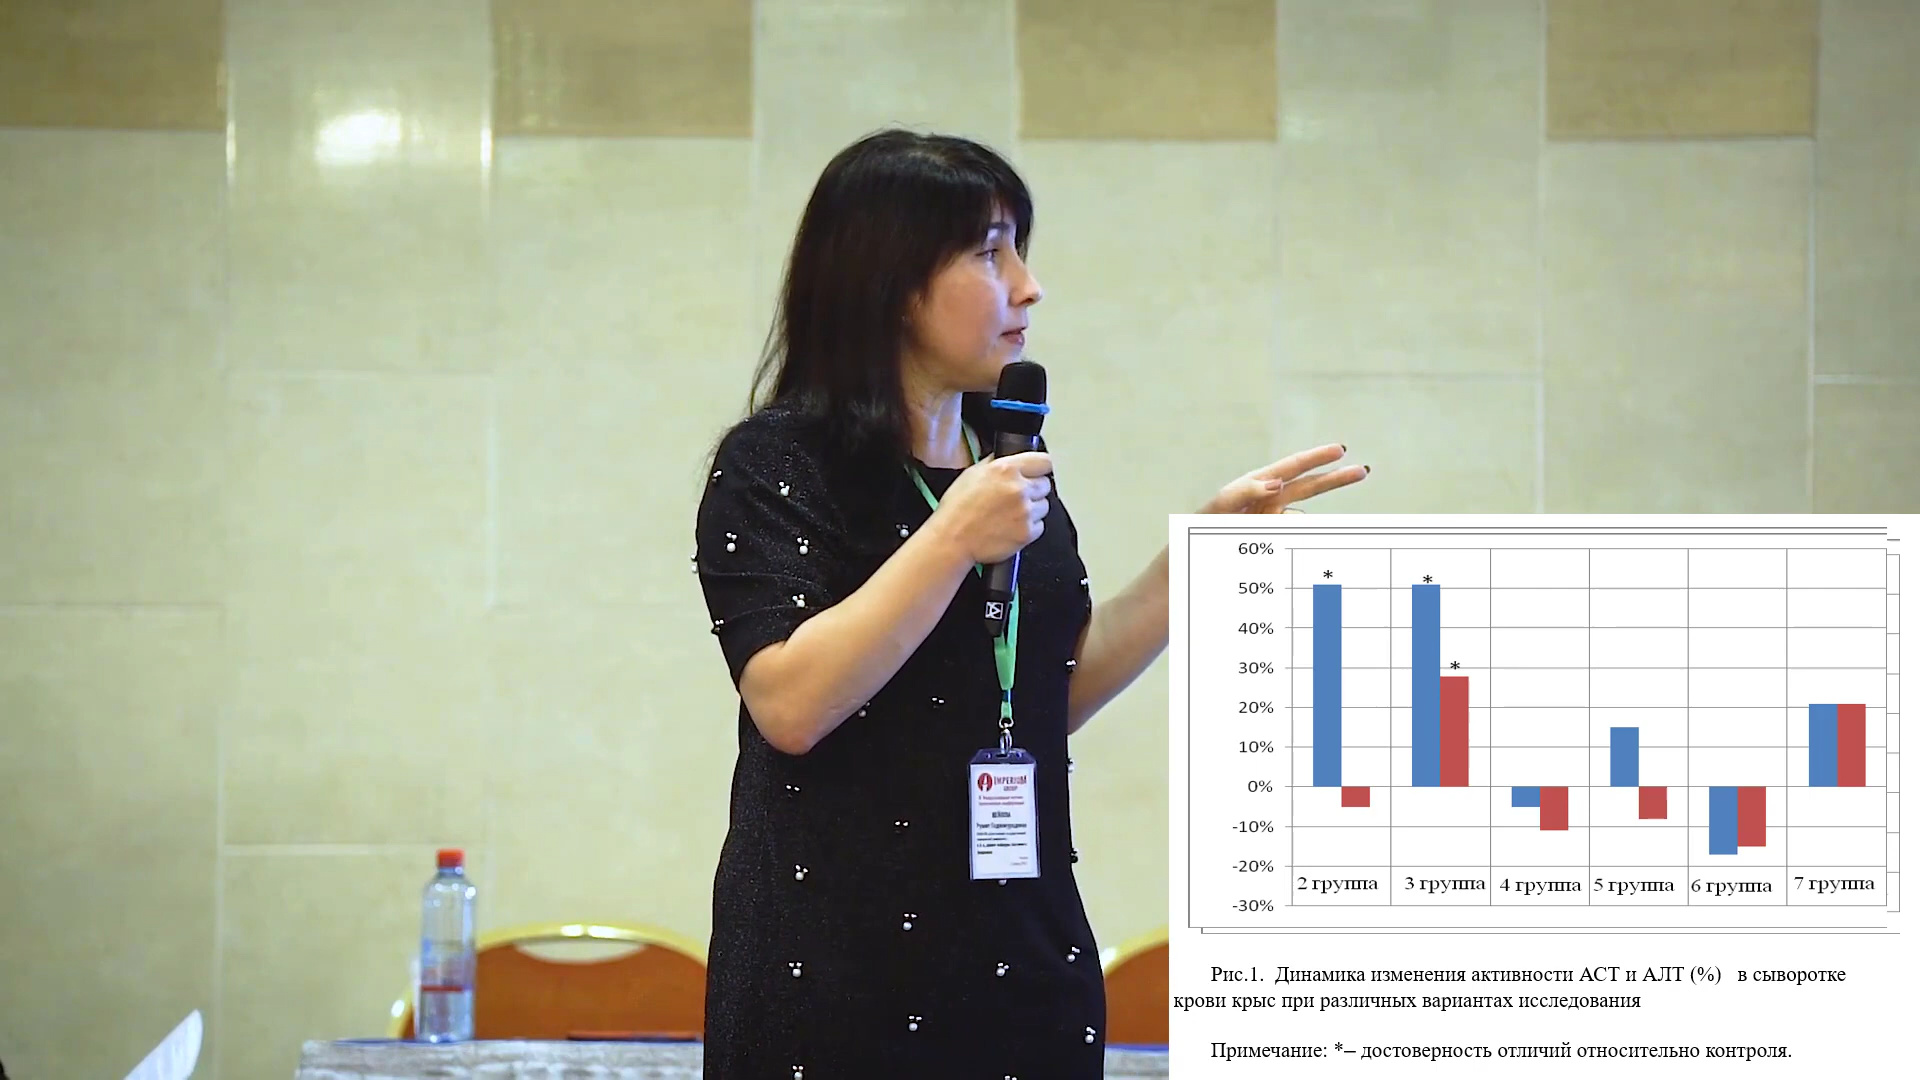 IMPERIUM
GROUP
60%
50%
40%
30%
20%
10%
0%
-10%
-20%
-30%
*
*
*
2 группа 3 группа 4 группа 5 группа 6 группа 7 группа
Рис.1. Динамика изменения активности АСТ и АЛТ (%) в сыворотке
крови крыс при различных вариантах исследования
Примечание: *– достоверность отличий относительно контроля.